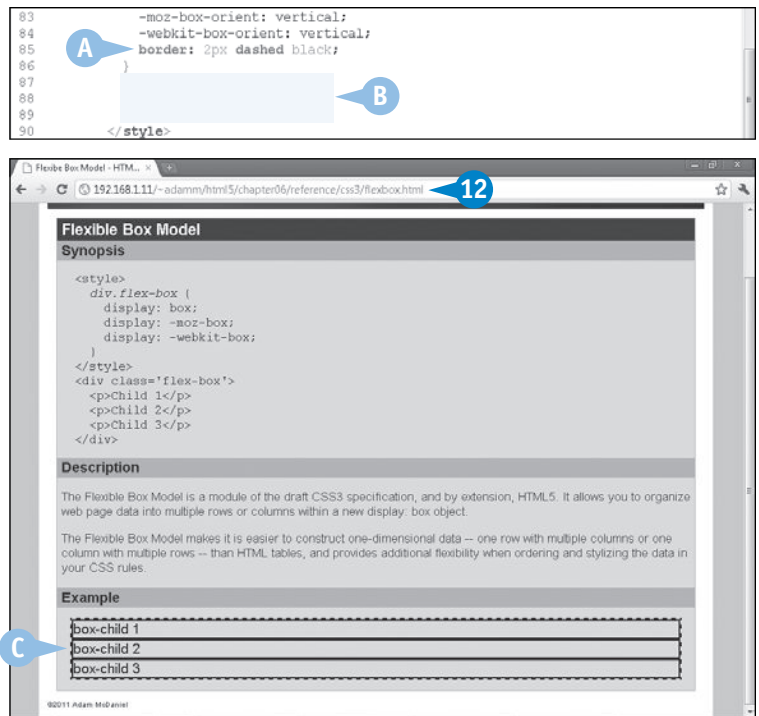 83 -moz-box-orient: vertical;
84 -webkit-box-orient: vertical;
A
85 border: 2px dashed black;
86 }
87
88
B
89
90 </style>
Flexibe Box Model - HTM... ×
192.168.1.11/~adamm/html5/chapter06/reference/css3/flexbox.html
12
Flexible Box Model
Synopsis
<style>
div.flex-box {
display: box;
display: -moz-box;
display: -webkit-box;
}
</style>
<div class='flex-box'>
<p>Child 1</p>
<p>Child 2</p>
<p>Child 3</p>
</div>
Description
The Flexible Box Model is a module of the draft CSS3 specification, and by extension, HTML5. It allows you to organize
web page data into multiple rows or columns within a new display: box object.
The Flexible Box Model makes it is easier to construct one-dimensional data -- one row with multiple columns or one
column with multiple rows -- than HTML tables, and provides additional flexibility when ordering and stylizing the data in
your CSS rules.
Example
box-child 1
C
box-child 2
box-child 3
©2011 Adam McDaniel